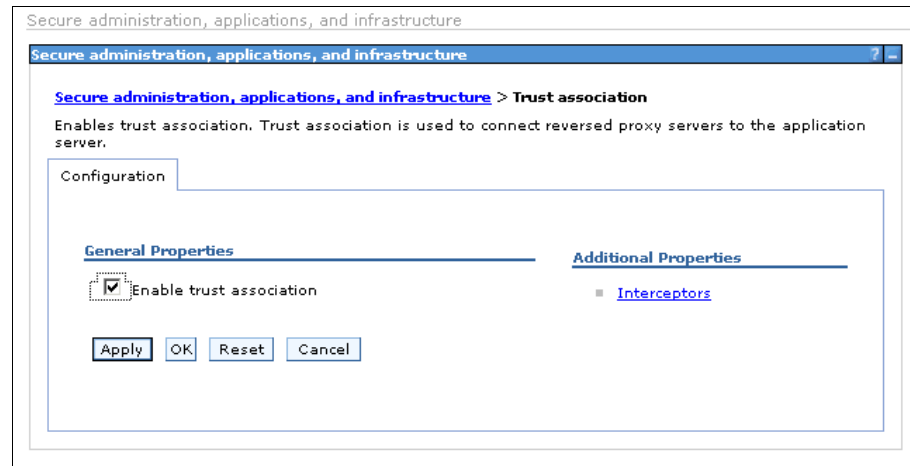 Secure administration, applications, and infrastructure
Secure administration, applications, and infrastructure ? -
Secure administration, applications, and infrastructure > Trust association
Enables trust association. Trust association is used to connect reversed proxy servers to the application
server.
Configuration
General Properties
Enable trust association
Apply OK Reset Cancel
Additional Properties
Interceptors